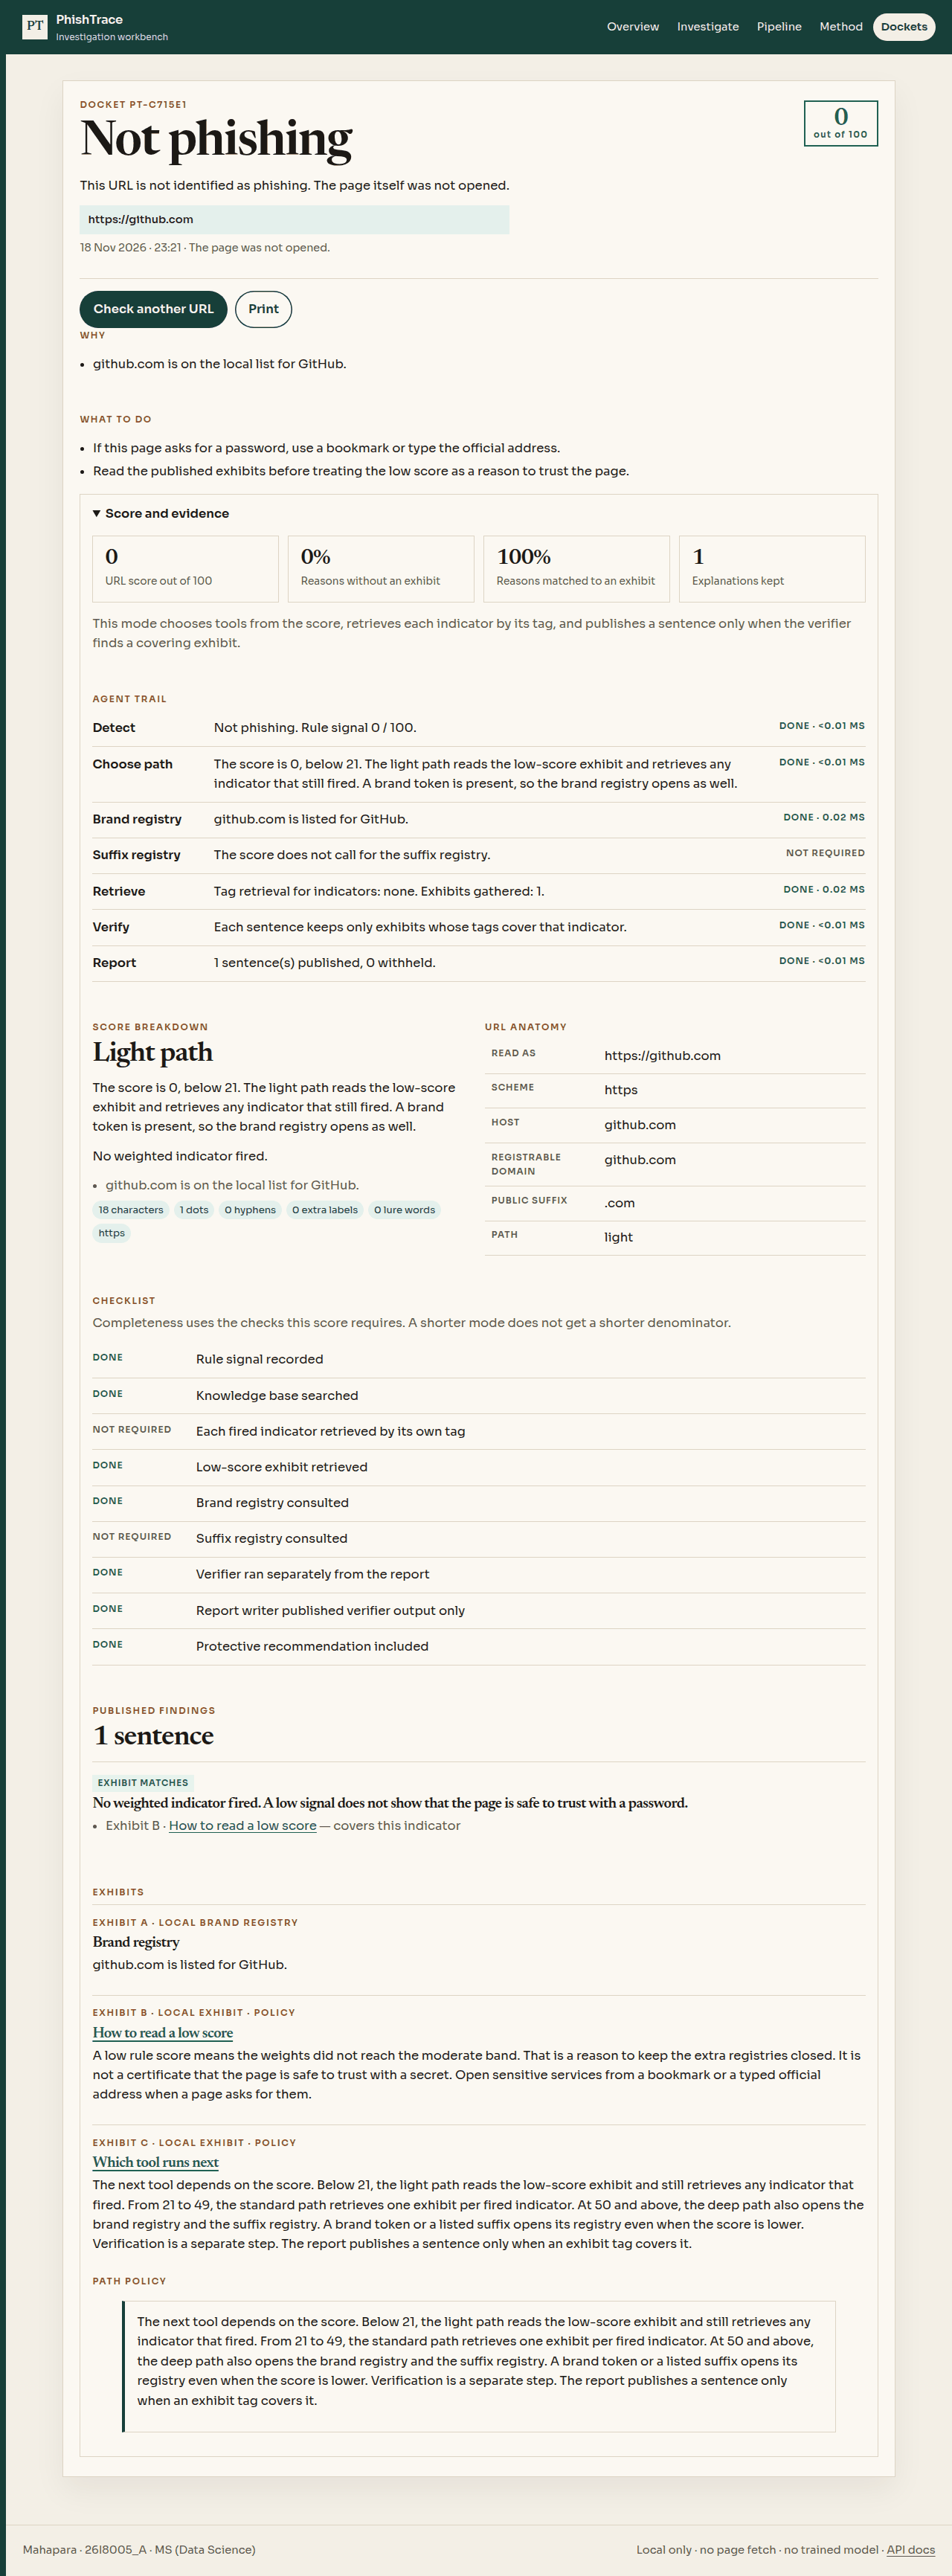 PT
PhishTrace
Investigation workbench
Overview Investigate Pipeline Method Dockets
DOCKET PT-C715E1
Not phishing
0
out of 100
This URL is not identified as phishing. The page itself was not opened.
https://github.com
18 Nov 2026 · 23:21 · The page was not opened.
Check another URL Print
WHY
• github.com is on the local list for GitHub.
WHAT TO DO
• If this page asks for a password, use a bookmark or type the official address.
• Read the published exhibits before treating the low score as a reason to trust the page.
▼ Score and evidence
0
URL score out of 100
0%
Reasons without an exhibit
100%
Reasons matched to an exhibit
1
Explanations kept
This mode chooses tools from the score, retrieves each indicator by its tag, and publishes a sentence only when the verifier
finds a covering exhibit.
AGENT TRAIL
Detect Not phishing. Rule signal 0 / 100. DONE · <0.01 MS
Choose path The score is 0, below 21. The light path reads the low-score exhibit and retrieves any DONE · <0.01 MS
indicator that still fired. A brand token is present, so the brand registry opens as well.
Brand registry github.com is listed for GitHub. DONE · 0.02 MS
Suffix registry The score does not call for the suffix registry. NOT REQUIRED
Retrieve Tag retrieval for indicators: none. Exhibits gathered: 1. DONE · 0.02 MS
Verify Each sentence keeps only exhibits whose tags cover that indicator. DONE · <0.01 MS
Report 1 sentence(s) published, 0 withheld. DONE · <0.01 MS
SCORE BREAKDOWN
Light path
The score is 0, below 21. The light path reads the low-score
exhibit and retrieves any indicator that still fired. A brand
token is present, so the brand registry opens as well.
No weighted indicator fired.
• github.com is on the local list for GitHub.
18 characters 1 dots 0 hyphens 0 extra labels 0 lure words
https
URL ANATOMY
READ AS https://github.com
SCHEME https
HOST github.com
REGISTRABLE DOMAIN github.com
PUBLIC SUFFIX .com
PATH light
CHECKLIST
Completeness uses the checks this score requires. A shorter mode does not get a shorter denominator.
DONE Rule signal recorded
DONE Knowledge base searched
NOT REQUIRED Each fired indicator retrieved by its own tag
DONE Low-score exhibit retrieved
DONE Brand registry consulted
NOT REQUIRED Suffix registry consulted
DONE Verifier ran separately from the report
DONE Report writer published verifier output only
DONE Protective recommendation included
PUBLISHED FINDINGS
1 sentence
EXHIBIT MATCHES
No weighted indicator fired. A low signal does not show that the page is safe to trust with a password.
• Exhibit B · How to read a low score — covers this indicator
EXHIBITS
EXHIBIT A · LOCAL BRAND REGISTRY
Brand registry
github.com is listed for GitHub.
EXHIBIT B · LOCAL EXHIBIT · POLICY
How to read a low score
A low rule score means the weights did not reach the moderate band. That is a reason to keep the extra registries closed. It is
not a certificate that the page is safe to trust with a secret. Open sensitive services from a bookmark or a typed official
address when a page asks for them.
EXHIBIT C · LOCAL EXHIBIT · POLICY
Which tool runs next
The next tool depends on the score. Below 21, the light path reads the low-score exhibit and still retrieves any indicator that
fired. From 21 to 49, the standard path retrieves one exhibit per fired indicator. At 50 and above, the deep path also opens the
brand registry and the suffix registry. A brand token or a listed suffix opens its registry even when the score is lower.
Verification is a separate step. The report publishes a sentence only when an exhibit tag covers it.
PATH POLICY
The next tool depends on the score. Below 21, the light path reads the low-score exhibit and still retrieves any
indicator that fired. From 21 to 49, the standard path retrieves one exhibit per fired indicator. At 50 and above,
the deep path also opens the brand registry and the suffix registry. A brand token or a listed suffix opens its
registry even when the score is lower. Verification is a separate step. The report publishes a sentence only
when an exhibit tag covers it.
Mahapara · 26I8005_A · MS (Data Science)
Local only · no page fetch · no trained model · API docs